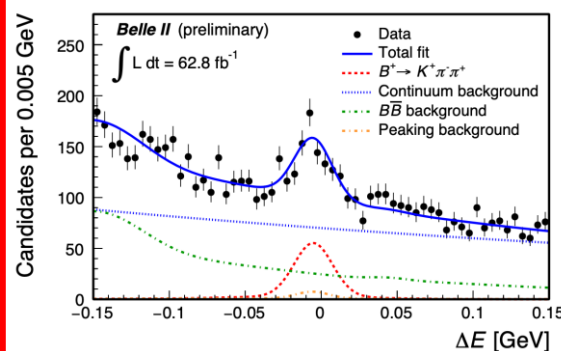 Belle II (preliminary)
∫ L dt = 62.8 fb⁻¹
Data
Total fit
B⁺→ K⁺π⁻π⁺
Continuum background
BB̅ background
Peaking background
Candidates per 0.005 GeV
250
200
150
100
50
0
−0.15 −0.1 −0.05 0 0.05 0.1 0.15
ΔE [GeV]